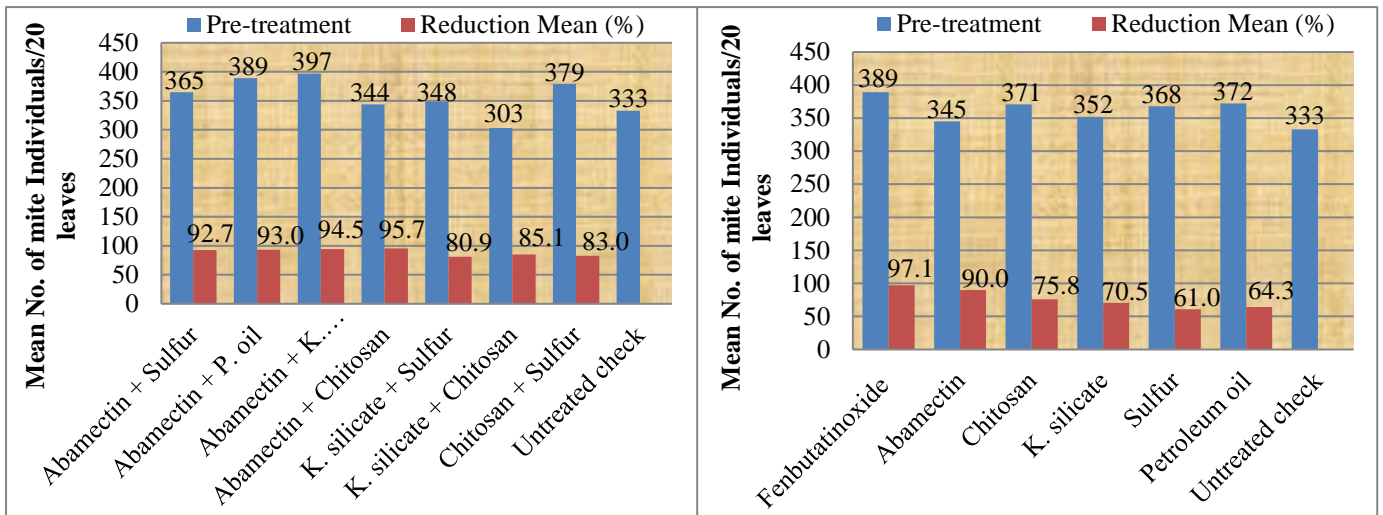 Pre-treatment Reduction Mean (%)
Mean No. of mite Individuals/20
leaves
450
400
350
300
250
200
150
100
50
0
365 389 397 344 348 303 379 333
92.7 93.0 94.5 95.7 80.9 85.1 83.0
Abamectin + Sulfur
Abamectin + P. oil
Abamectin + K.…
Abamectin + Chitosan
K. silicate + Sulfur
K. silicate + Chitosan
Chitosan + Sulfur
Untreated check
Pre-treatment Reduction Mean (%)
Mean No. of mite Individuals/20
leaves
450
400
350
300
250
200
150
100
50
0
389 345 371 352 368 372 333
97.1 90.0 75.8 70.5 61.0 64.3
Fenbutatinoxide
Abamectin
Chitosan
K. silicate
Sulfur
Petroleum oil
Untreated check